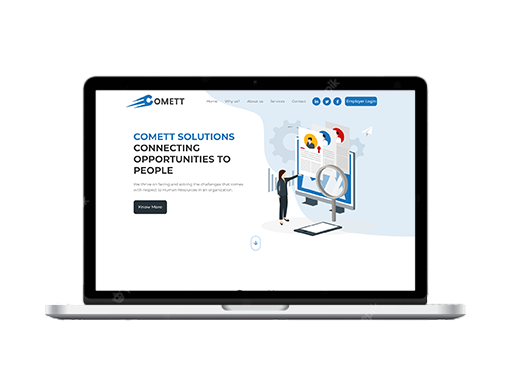 COMETT
Home Why us? About us Services Contact Employer Login
COMETT SOLUTIONS
CONNECTING
OPPORTUNITIES TO
PEOPLE
We thrive on facing and solving the challenges that comes
with respect to Human Resources in an organization.
Know More